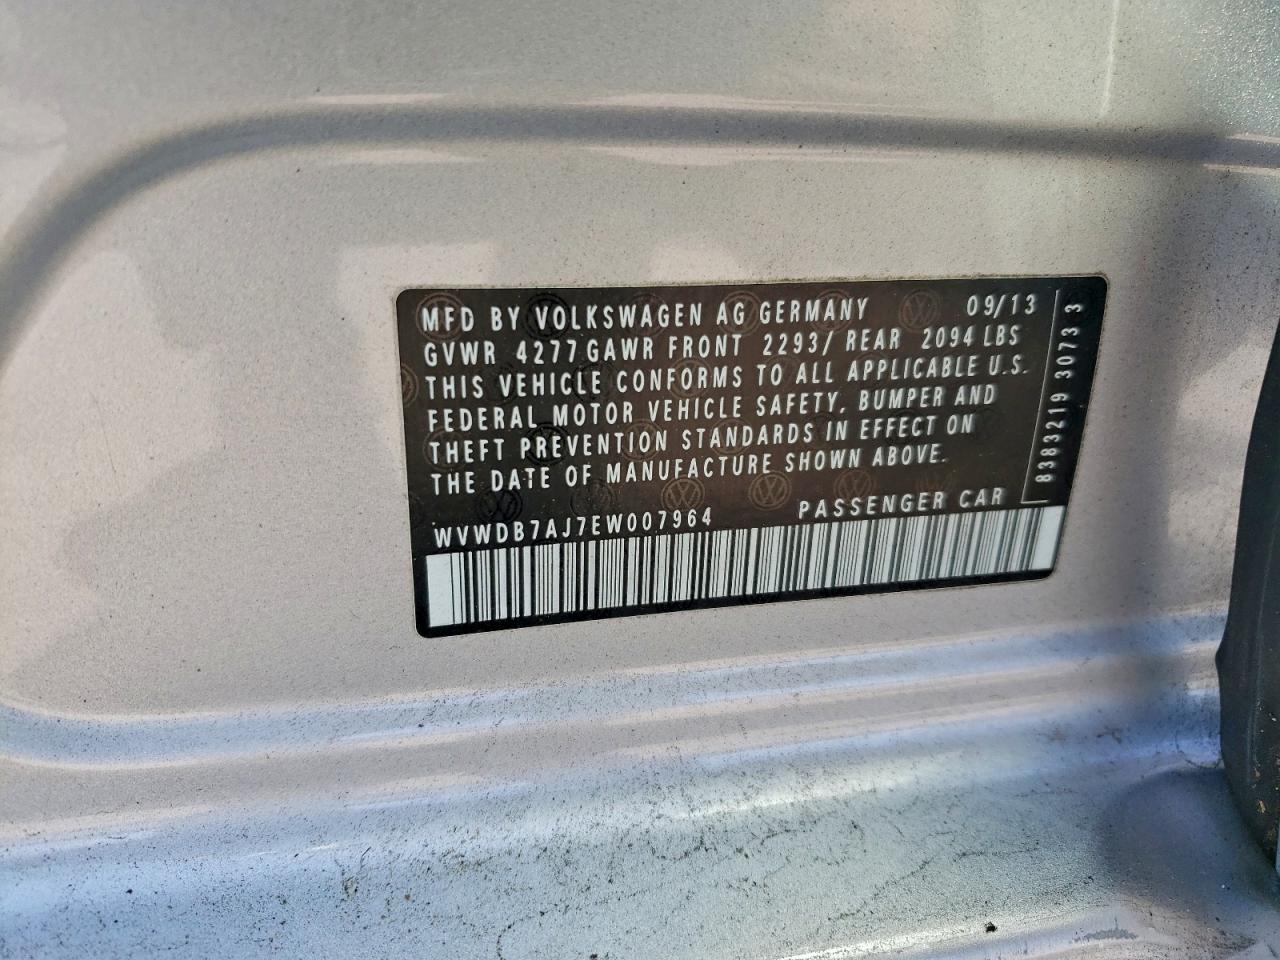 MFD BY VOLKSWAGEN AG GERMANY 09/13
GVWR 4277 GAWR FRONT 2293/ REAR 2094 LBS
THIS VEHICLE CONFORMS TO ALL APPLICABLE U.S.
FEDERAL MOTOR VEHICLE SAFETY, BUMPER AND
THEFT PREVENTION STANDARDS IN EFFECT ON
THE DATE OF MANUFACTURE SHOWN ABOVE.
WVWDB7AJ7EW007964 PASSENGER CAR
8383219 3073 3